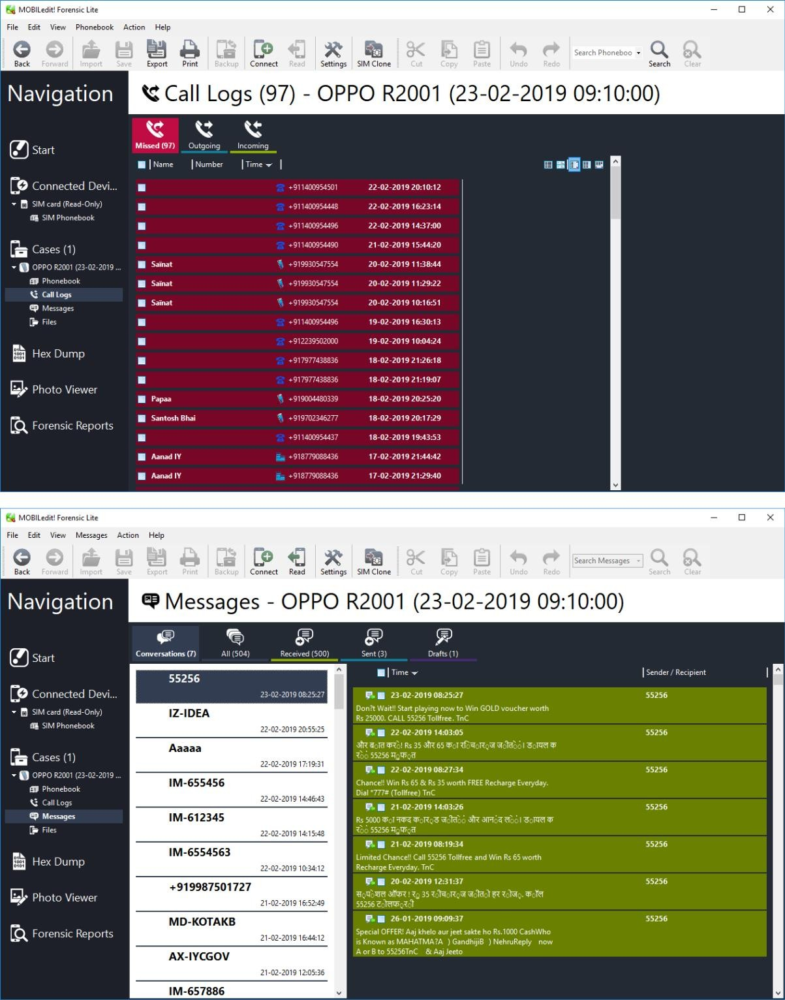 MOBILedit! Forensic Lite
File Edit View Phonebook Action Help
Back Forward Import Save Export Print Backup Connect Read Settings SIM Clone Cut Copy Paste Undo Redo Search Phoneboo Search Clear
Navigation
Call Logs (97) - OPPO R2001 (23-02-2019 09:10:00)
Start
Connected Devi...
SIM card (Read-Only)
SIM Phonebook
Cases (1)
OPPO R2001 (23-02-2019 ...
Phonebook
Call Logs
Messages
Files
Hex Dump
Photo Viewer
Forensic Reports
Missed (97) Outgoing Incoming
Name Number Time
+911400954501 22-02-2019 20:10:12
+911400954448 22-02-2019 16:23:14
+911400954496 22-02-2019 14:37:00
+911400954490 21-02-2019 15:44:20
Saïnat +919930547554 20-02-2019 11:38:44
Saïnat +919930547554 20-02-2019 11:29:22
Saïnat +919930547554 20-02-2019 10:16:51
+911400954496 19-02-2019 16:30:13
+912239502000 19-02-2019 10:04:24
+917977438836 18-02-2019 21:26:18
+917977438836 18-02-2019 21:19:07
Papaa +919004480339 18-02-2019 20:25:20
Santosh Bhai +919702346277 18-02-2019 20:17:29
+911400954437 18-02-2019 19:43:53
Aanad IY +918779088436 17-02-2019 21:44:42
Aanad IY +918779088436 17-02-2019 21:29:40
MOBILedit! Forensic Lite
File Edit View Messages Action Help
Back Forward Import Save Export Print Backup Connect Read Settings SIM Clone Cut Copy Paste Undo Redo Search Messages Search Clear
Navigation
Messages - OPPO R2001 (23-02-2019 09:10:00)
Start
Connected Devi...
SIM card (Read-Only)
SIM Phonebook
Cases (1)
OPPO R2001 (23-02-2019 ...
Phonebook
Call Logs
Messages
Files
Hex Dump
Photo Viewer
Forensic Reports
Conversations (7) All (504) Received (500) Sent (3) Drafts (1)
55256
23-02-2019 08:25:27
IZ-IDEA
22-02-2019 20:55:25
Aaaaa
22-02-2019 17:19:31
IM-655456
22-02-2019 14:46:43
IM-612345
22-02-2019 14:15:48
IM-6554563
22-02-2019 10:34:12
+919987501727
21-02-2019 16:52:49
MD-KOTAKB
21-02-2019 16:44:12
AX-IYCGOV
21-02-2019 12:05:36
IM-657886
Time Sender / Recipient
23-02-2019 08:25:27 55256
Don?t Wait!! Start playing now to Win GOLD voucher worth
Rs 25000. CALL 55256 Tollfree. TnC
22-02-2019 14:03:05 55256
और बात करे! Rs 35 और 65 का रिचार्ज जीतें। डायल क
रें 55256 मुफ्त
22-02-2019 08:27:34 55256
Chance!! Win Rs 65 & Rs 35 worth FREE Recharge Everyday.
Dial *777# (Tollfree) TnC
21-02-2019 14:03:26 55256
Rs 5000 का नकद कार्ड जीतें और आनंद लें। डायल क
रें 55256 मुफ्त
21-02-2019 08:19:34 55256
Limited Chance!! Call 55256 Tollfree and Win Rs 65 worth
Recharge Everyday. TnC
20-02-2019 12:31:37 55256
स्पेशल ऑफर ! रु 35 रीचार्ज जीतो हर रोज. कॉल
55256 टोलफ्री
26-01-2019 09:09:37 55256
Special OFFER! Aaj khelo aur jeet sakte ho Rs.1000 CashWho
is Known as MAHATMA?A ) GandhijiB ) NehruReply now
A or B to 55256TnC & Aaj Jeeto